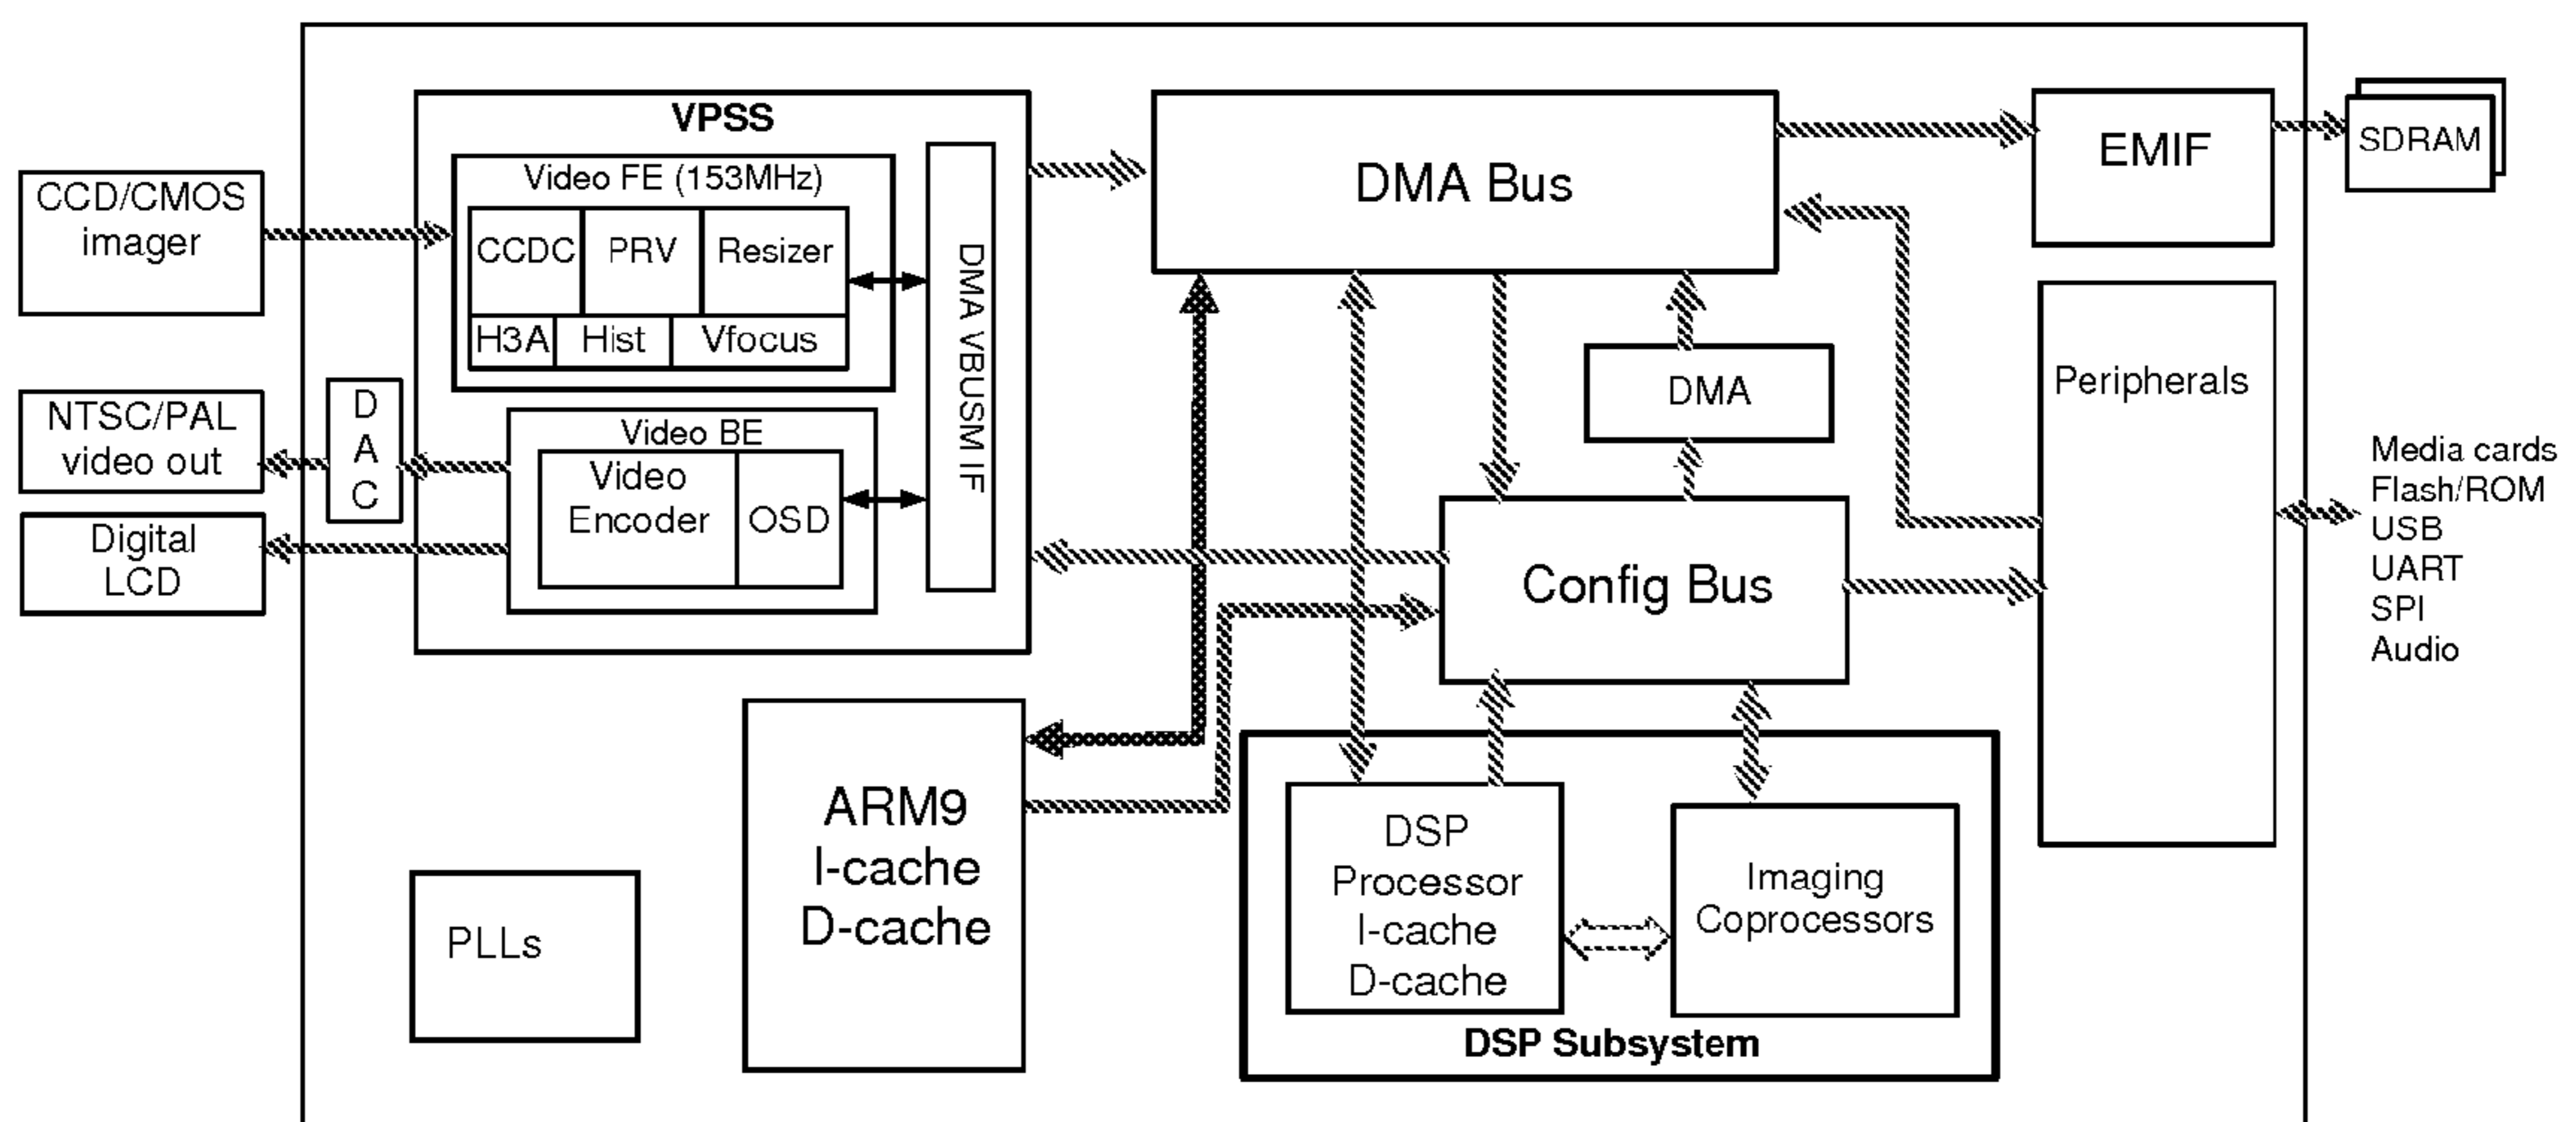 VPSS
Video FE (153MHz)
CCDC
PRV
Resizer
H3A
Hist
Vfocus
DMA VBUSM IF
Video BE
Video
Encoder
OSD
CCD/CMOS
imager
NTSC/PAL
video out
D
A
C
Digital
LCD
DMA Bus
EMIF
SDRAM
DMA
Peripherals
Config Bus
Media cards
Flash/ROM
USB
UART
SPI
Audio
ARM9
I-cache
D-cache
PLLs
DSP
Processor
I-cache
D-cache
Imaging
Coprocessors
DSP Subsystem